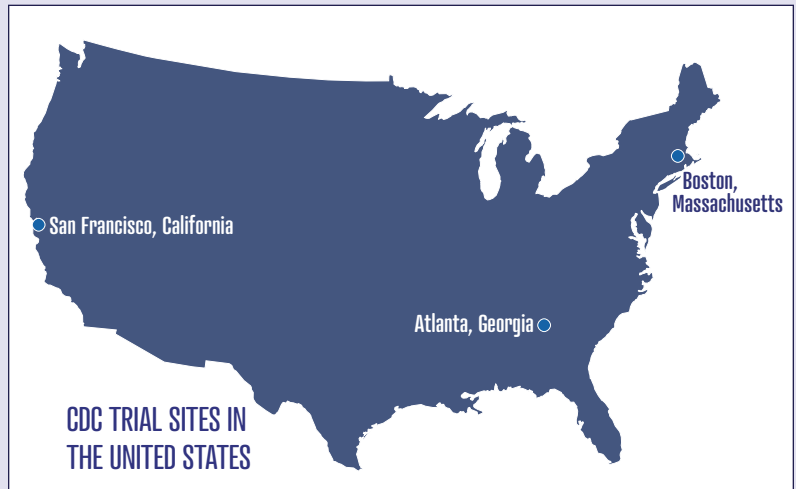 Boston,
Massachusetts
San Francisco, California
Atlanta, Georgia
CDC TRIAL SITES IN
THE UNITED STATES